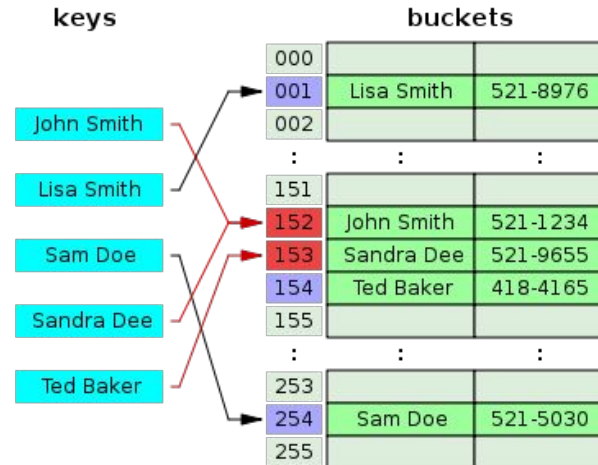 keys buckets
000
001 Lisa Smith 521-8976
John Smith 002
: : :
Lisa Smith 151
152 John Smith 521-1234
Sam Doe 153 Sandra Dee 521-9655
154 Ted Baker 418-4165
Sandra Dee 155
: : :
Ted Baker 253
254 Sam Doe 521-5030
255